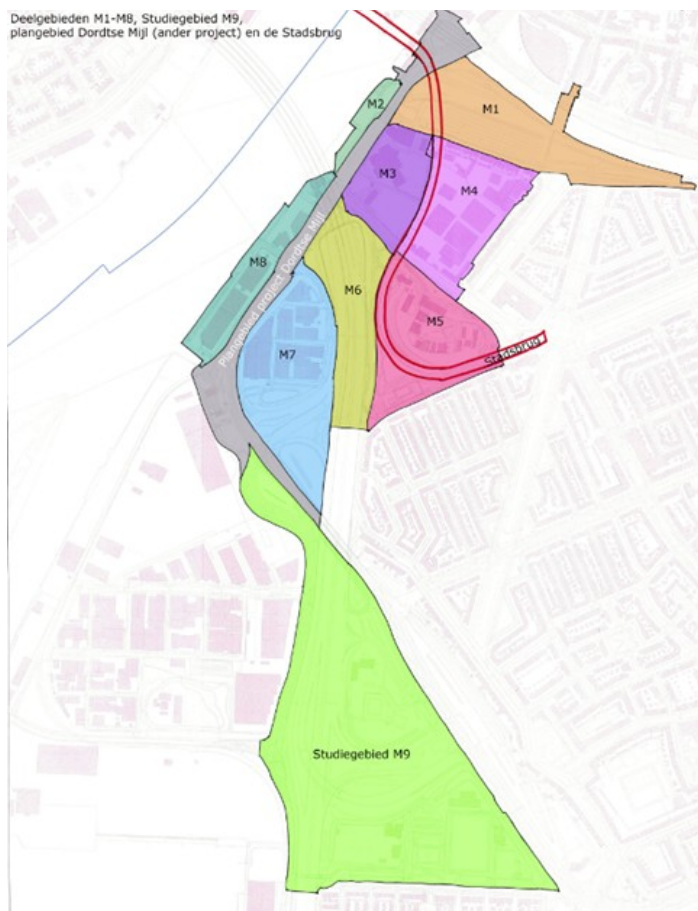 Deelgebieden M1-M8, Studiegebied M9,
plangebied Dordtse Mijl (ander project) en de Stadsbrug
M1
M2
M3
M4
M8
Plangebied project Dordtse Mijl
M6
M5
M7
Stadsbrug
Studiegebied M9